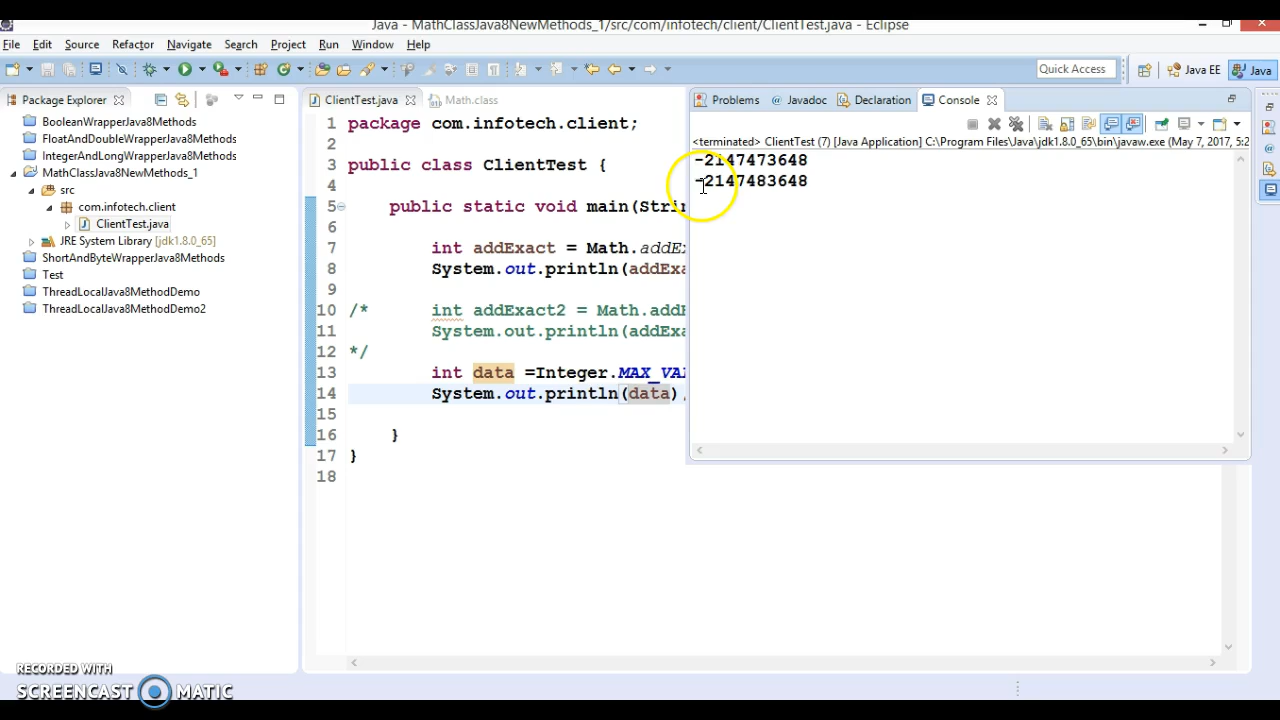 Java - MathClassJava8NewMethods_1/src/com/infotech/client/ClientTest.java - Eclipse
File Edit Source Refactor Navigate Search Project Run Window Help
Quick Access Java EE Java
Package Explorer
BooleanWrapperJava8Methods
FloatAndDoubleWrapperJava8Methods
IntegerAndLongWrapperJava8Methods
MathClassJava8NewMethods_1
src
com.infotech.client
ClientTest.java
JRE System Library [jdk1.8.0_65]
ShortAndByteWrapperJava8Methods
Test
ThreadLocalJava8MethodDemo
ThreadLocalJava8MethodDemo2
ClientTest.java Math.class
1 package com.infotech.client;
2
3 public class ClientTest {
4
5 public static void main(Strin
6
7 int addExact = Math.addEx
8 System.out.println(addExa
9
10 /* int addExact2 = Math.addE
11 System.out.println(addExa
12 */
13 int data =Integer.MAX_VAL
14 System.out.println(data)
15
16 }
17 }
18
Problems @ Javadoc Declaration Console
<terminated> ClientTest (7) [Java Application] C:\Program Files\Java\jdk1.8.0_65\bin\javaw.exe (May 7, 2017, 5:2
-2147473648
-2147483648
RECORDED WITH
SCREENCAST MATIC